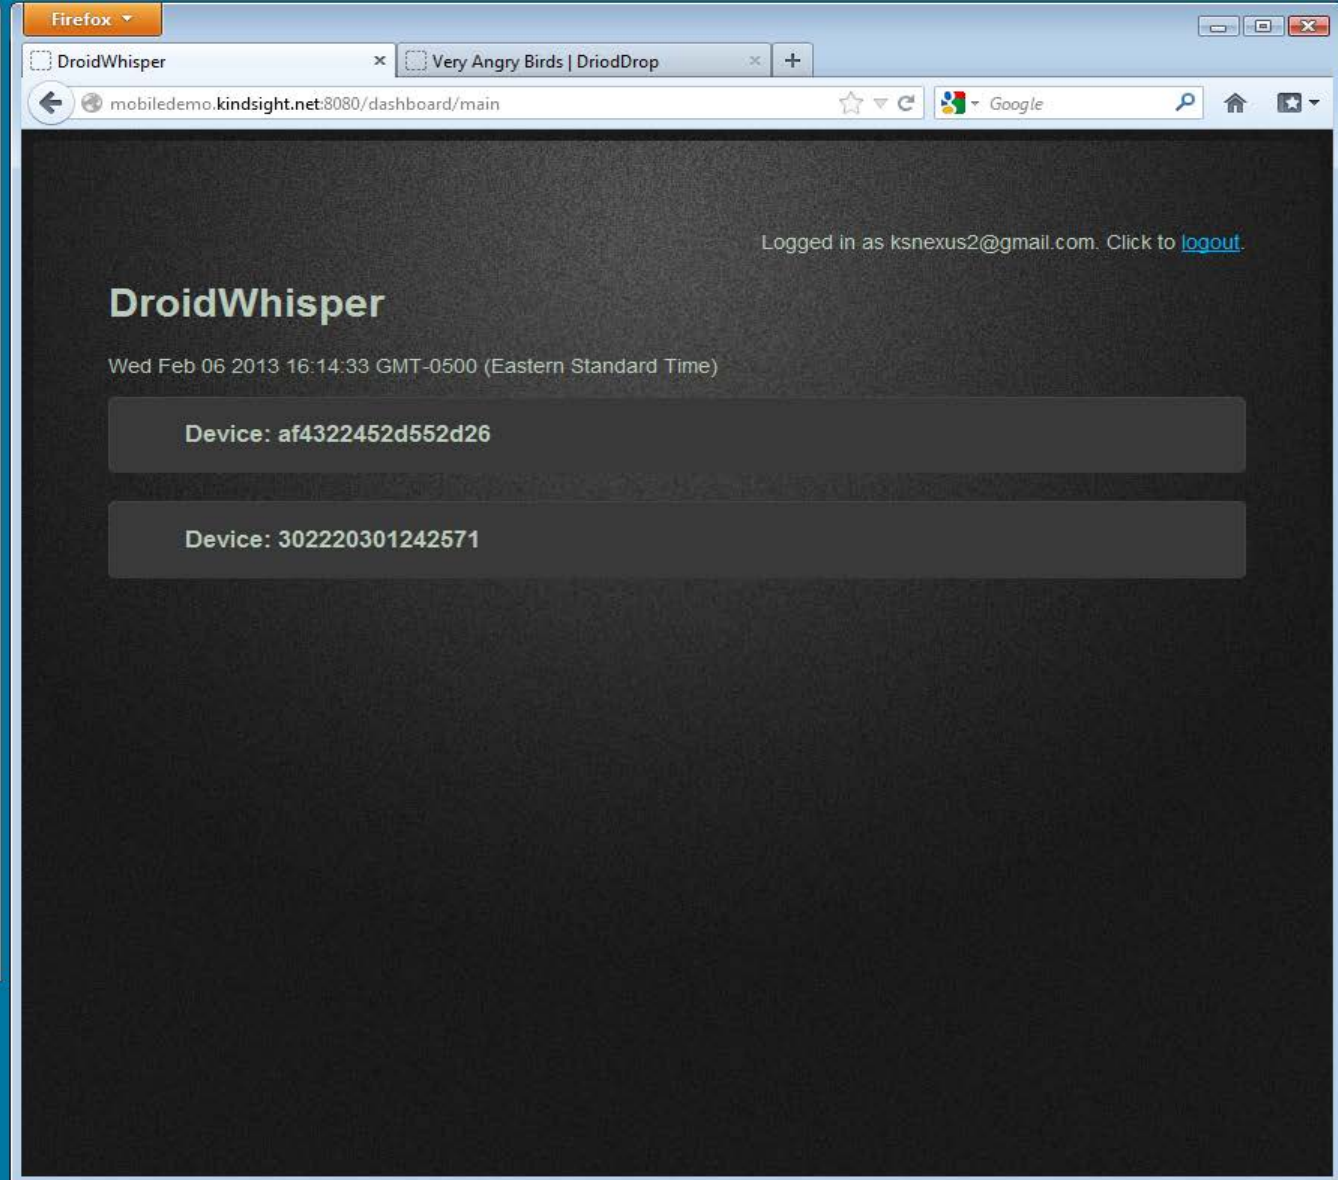 Firefox
DroidWhisper
Very Angry Birds | DriodDrop
mobiledemo.kindsight.net:8080/dashboard/main
Google
Logged in as ksnexus2@gmail.com. Click to logout.
DroidWhisper
Wed Feb 06 2013 16:14:33 GMT-0500 (Eastern Standard Time)
Device: af4322452d552d26
Device: 302220301242571